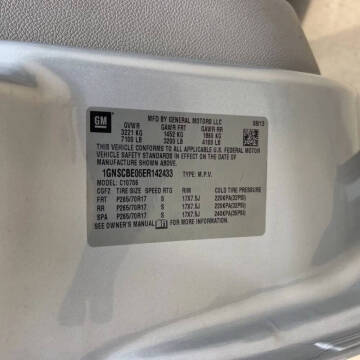 GM
MFD BY GENERAL MOTORS LLC 08/13
GVWR GAWR FRT GAWR RR
3221 KG 1452 KG 1860 KG
7100 LB 3200 LB 4100 LB
THIS VEHICLE CONFORMS TO ALL APPLICABLE U.S. FEDERAL MOTOR
VEHICLE SAFETY STANDARDS IN EFFECT ON THE DATE OF
MANUFACTURE SHOWN ABOVE.
1GNSCBE06ER142433 TYPE: M.P.V.
MODEL: C10706
CGF2 TIRE SIZE SPEED RTG RIM COLD TIRE PRESSURE
FRT P265/70R17 S 17X7.5J 220KPA(32PSI)
RR P265/70R17 S 17X7.5J 220KPA(32PSI)
SPA P265/70R17 S 17X7.5J 240KPA(35PSI)
SEE OWNER'S MANUAL FOR MORE INFORMATION.